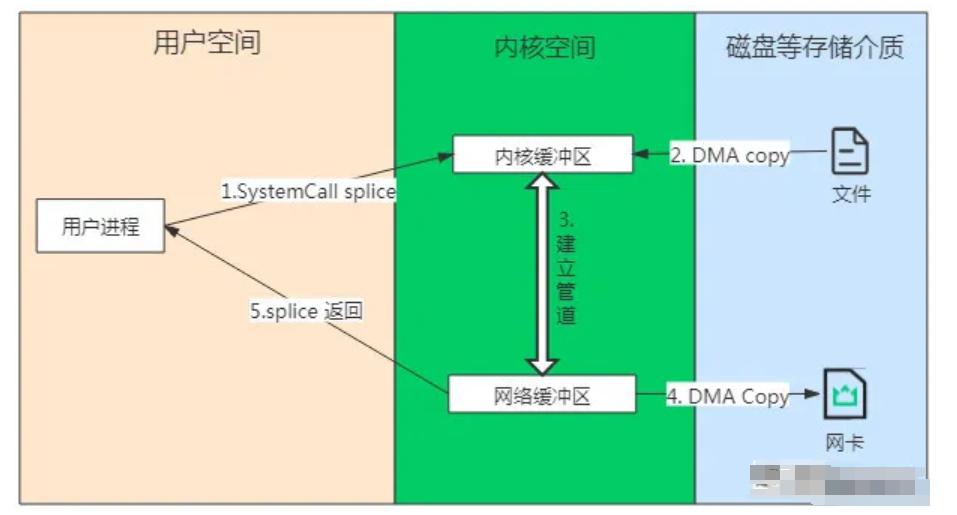 用户空间
内核空间
磁盘等存储介质
内核缓冲区
2. DMA copy
文件
1.SystemCall splice
用户进程
3.
建
立
管
道
5.splice 返回
网络缓冲区
4. DMA Copy
网卡